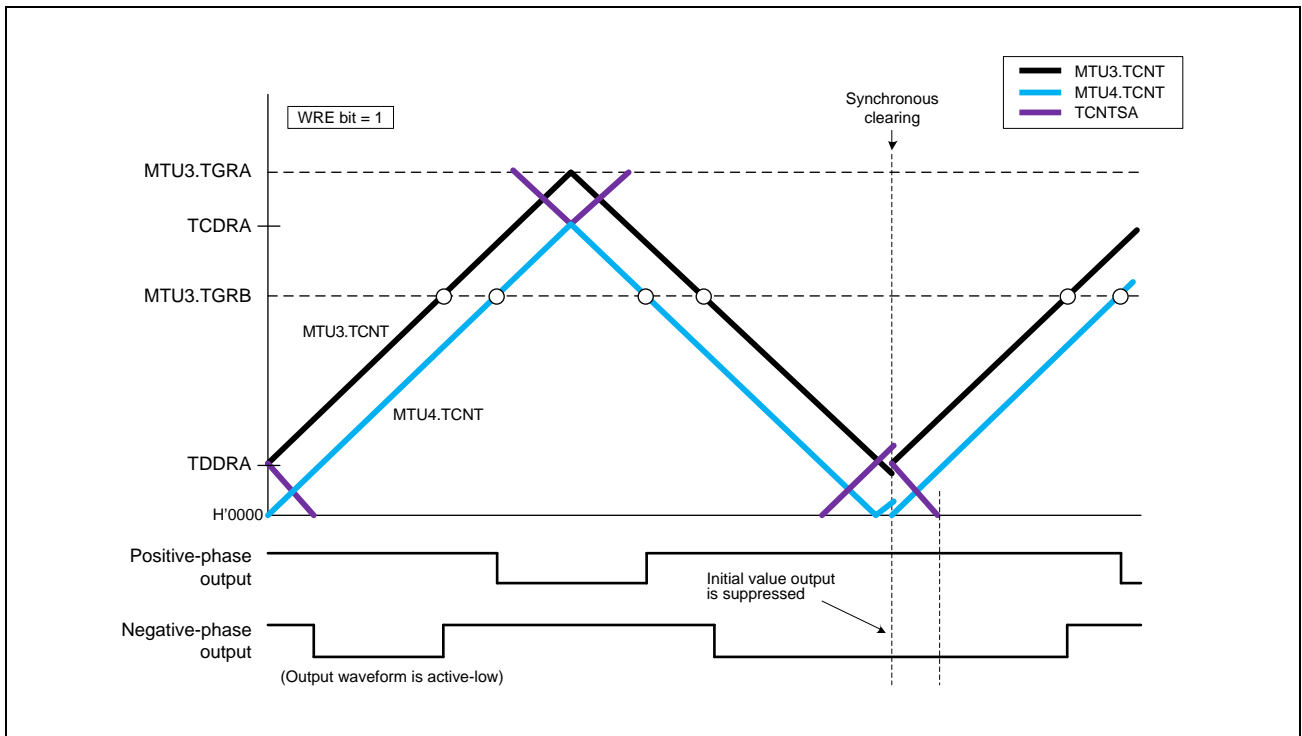 MTU3.TCNT
MTU4.TCNT
TCNTSA
Synchronous
clearing
WRE bit = 1
MTU3.TGRA
TCDRA
MTU3.TGRB
MTU3.TCNT
MTU4.TCNT
TDDRA
H'0000
Positive-phase
output
Initial value output
is suppressed
Negative-phase
output
(Output waveform is active-low)